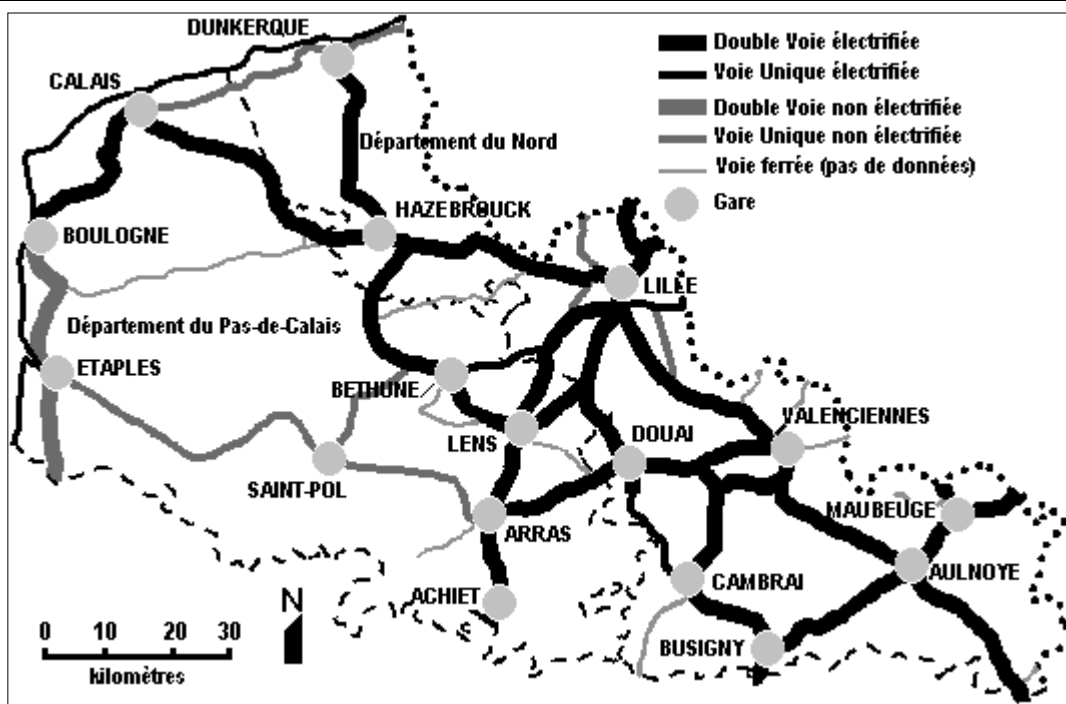 DUNKERQUE
CALAIS
Double Voie électrifiée
Voie Unique électrifiée
Double Voie non électrifiée
Voie Unique non électrifiée
Voie ferrée (pas de données)
Gare
Département du Nord
HAZEBROUCK
BOULOGNE
LILLE
Département du Pas-de-Calais
ETAPLES
BETHUNE
VALENCIENNES
LENS
DOUAI
SAINT-POL
MAUBEUGE
ARRAS
AULNOYE
CAMBRAI
ACHIET
N
BUSIGNY
0 10 20 30
kilomètres